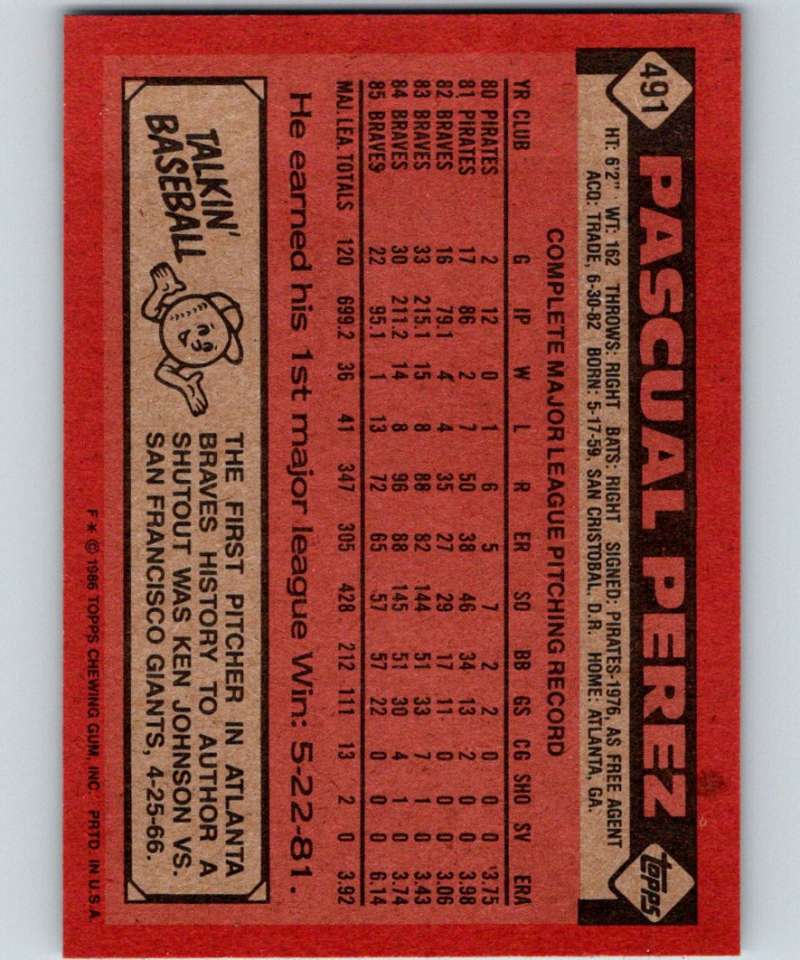 491
PASCUAL PEREZ
topps
HT: 6'2" WT: 162 THROWS: RIGHT BATS: RIGHT SIGNED: PIRATES-1976, AS FREE AGENT
ACQ: TRADE, 6-30-82 BORN: 5-17-59, SAN CRISTOBAL, D.R. HOME: ATLANTA, GA.
COMPLETE MAJOR LEAGUE PITCHING RECORD
YR CLUB G IP W L R ER SO BB GS CG SHO SV ERA
80 PIRATES 2 12 0 1 6 5 7 2 2 0 0 0 3.75
81 PIRATES 17 86 2 7 50 38 46 34 13 2 0 0 3.98
82 BRAVES 16 79.1 4 4 35 27 29 17 11 0 0 0 3.06
83 BRAVES 33 215.1 15 8 88 82 144 51 33 7 1 0 3.43
84 BRAVES 30 211.2 14 8 96 88 145 51 30 4 1 0 3.74
85 BRAVES 22 95.1 1 13 72 65 57 57 22 0 0 0 6.14
MAJ. LEA. TOTALS 120 699.2 36 41 347 305 428 212 111 13 2 0 3.92
He earned his 1st major league Win: 5-22-81.
TALKIN'
BASEBALL
THE FIRST PITCHER IN ATLANTA
BRAVES HISTORY TO AUTHOR A
SHUTOUT WAS KEN JOHNSON VS.
SAN FRANCISCO GIANTS, 4-25-66.
F* © 1986 TOPPS CHEWING GUM, INC. PRTD. IN U.S.A.